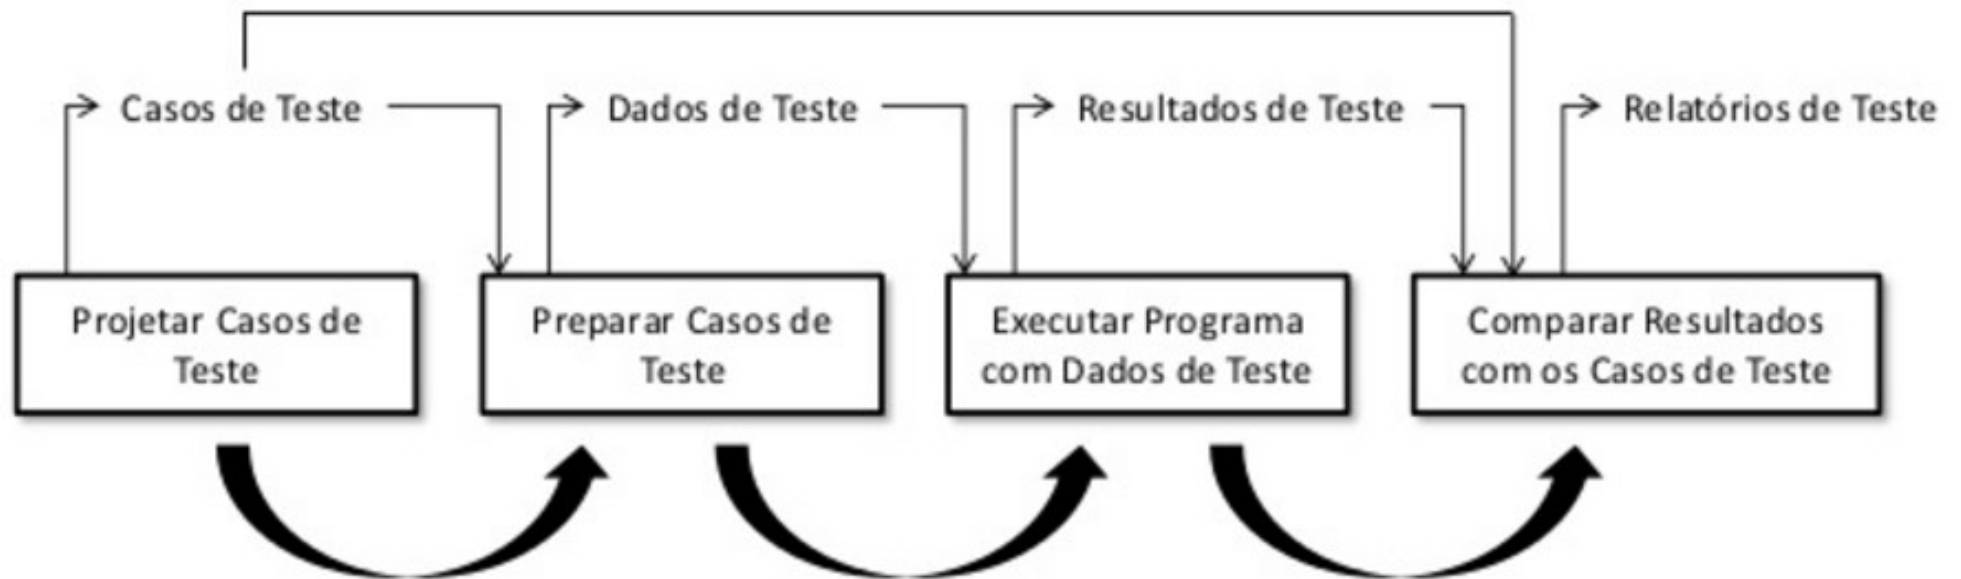 Casos de Teste
Dados de Teste
Resultados de Teste
Relatórios de Teste
Projetar Casos de
Teste
Preparar Casos de
Teste
Executar Programa
com Dados de Teste
Comparar Resultados
com os Casos de Teste